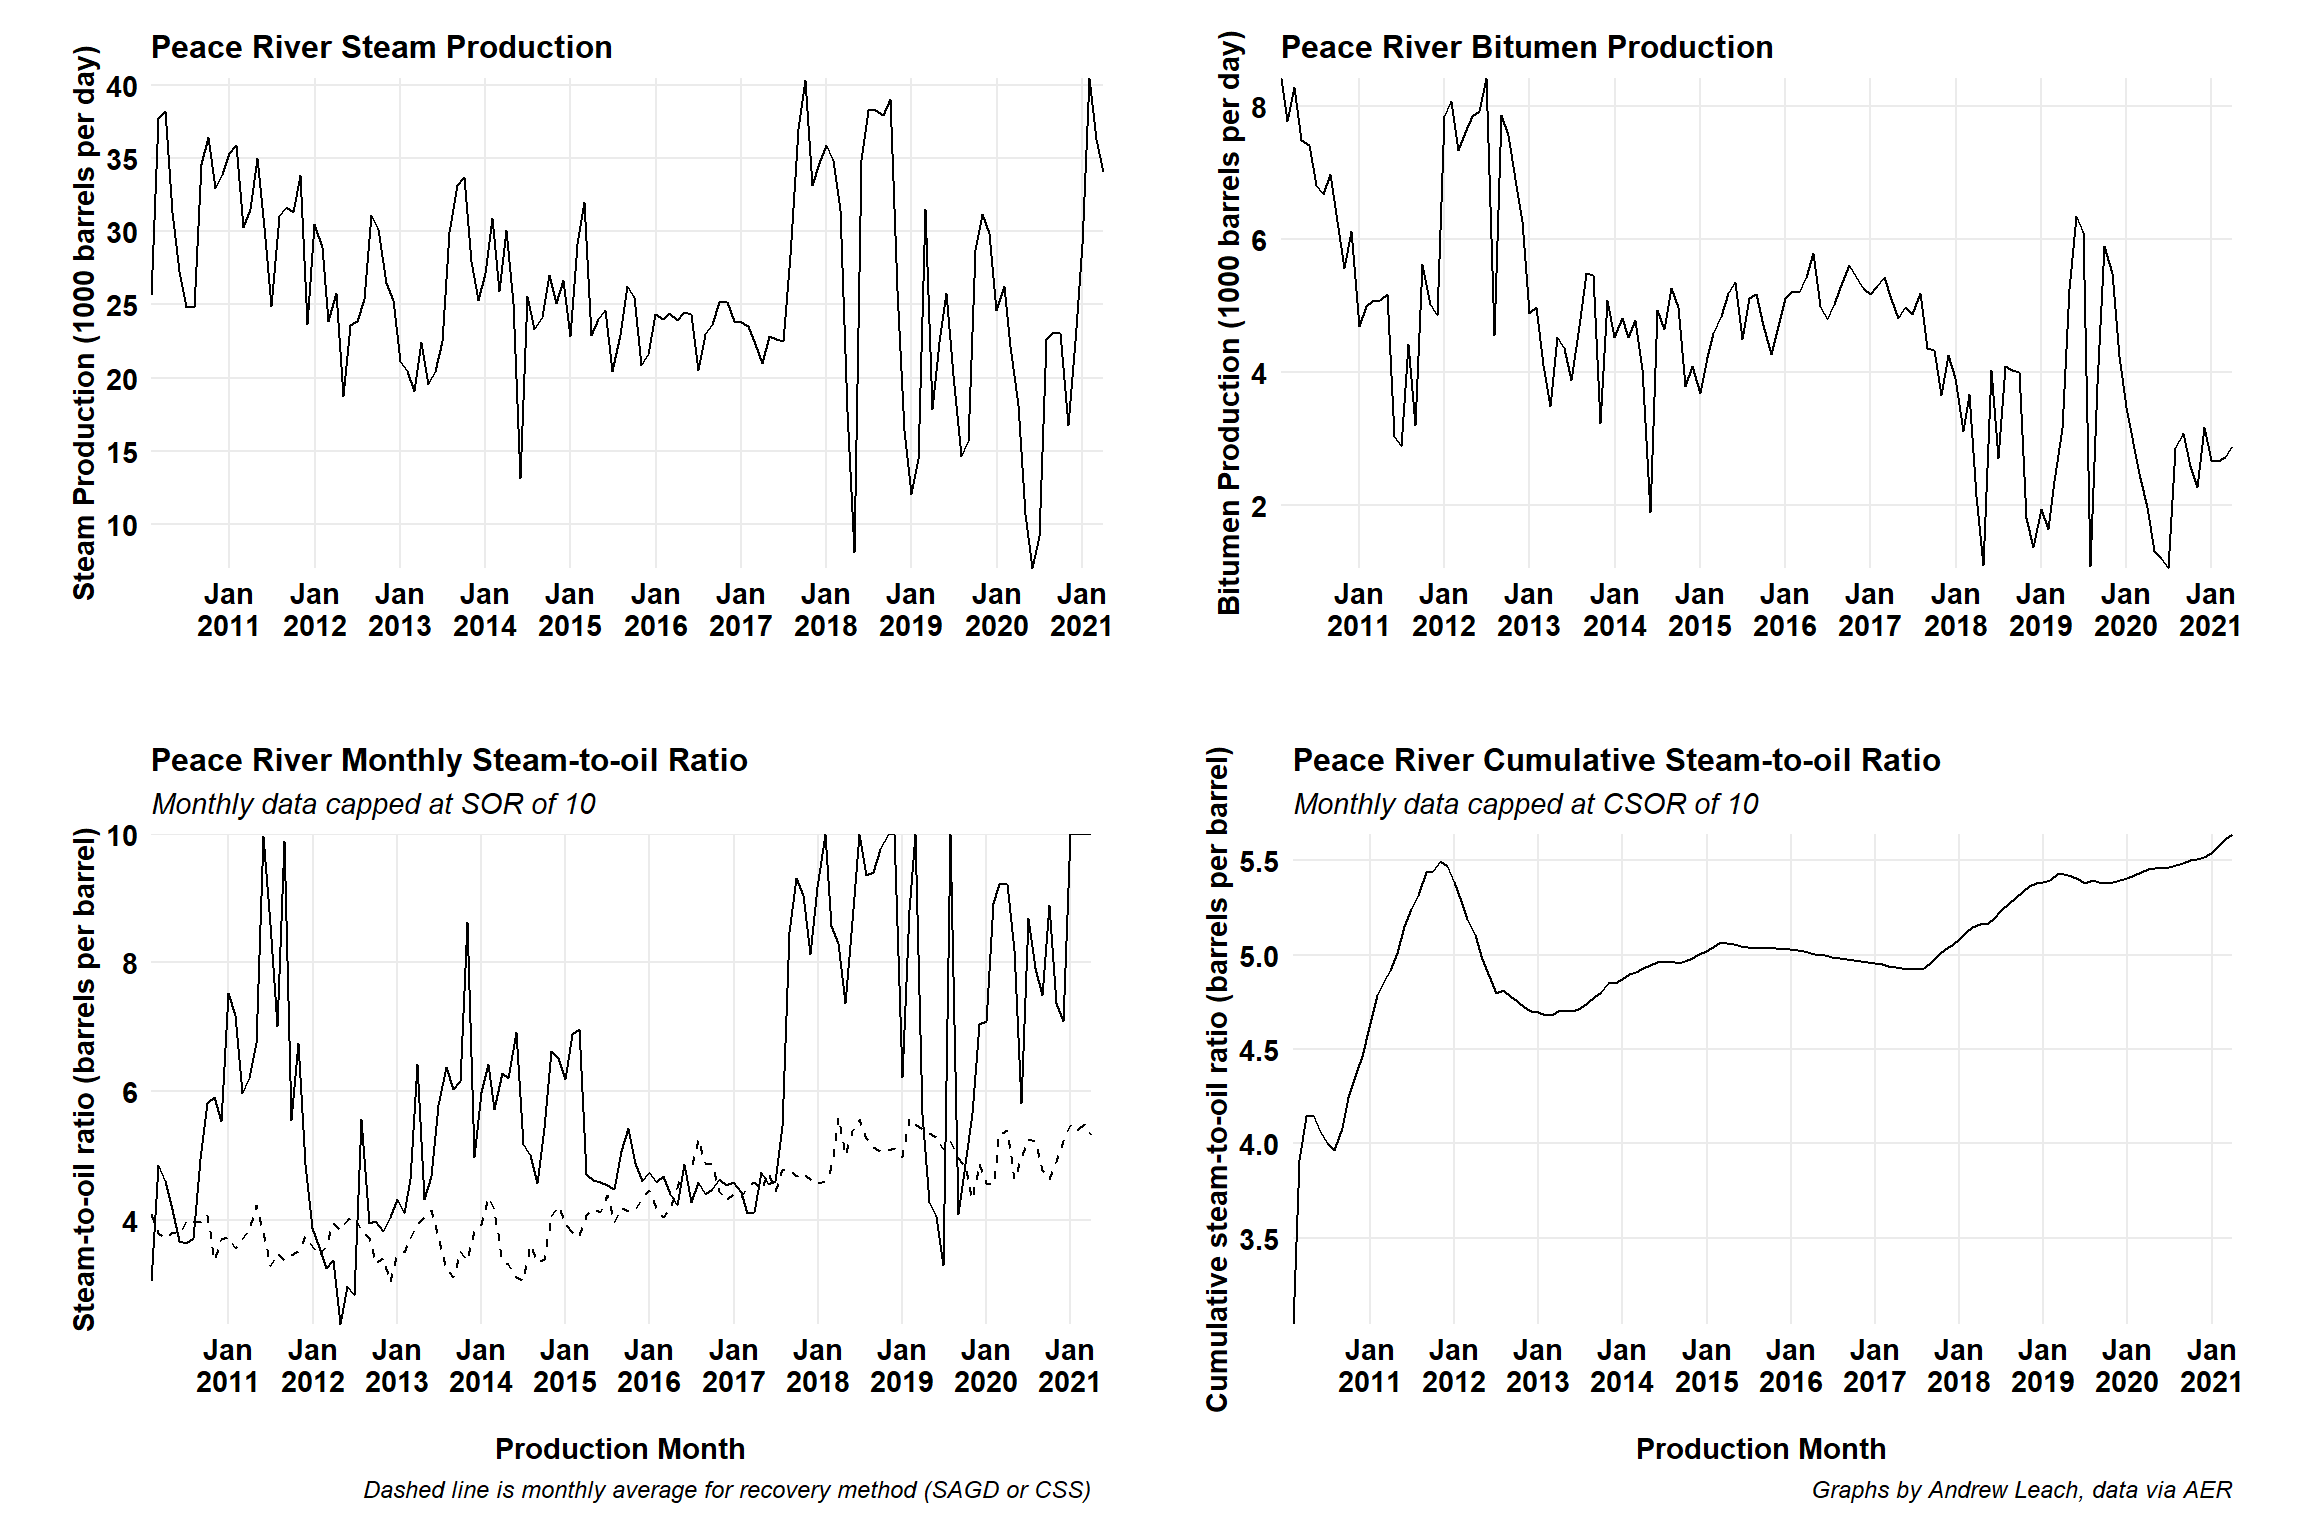 Peace River Steam Production
Steam Production (1000 barrels per day)
40
35
30
25
20
15
10
Jan Jan Jan Jan Jan Jan Jan Jan Jan Jan Jan
2011 2012 2013 2014 2015 2016 2017 2018 2019 2020 2021
Peace River Bitumen Production
Bitumen Production (1000 barrels per day)
8
6
4
2
Jan Jan Jan Jan Jan Jan Jan Jan Jan Jan Jan
2011 2012 2013 2014 2015 2016 2017 2018 2019 2020 2021
Peace River Monthly Steam-to-oil Ratio
Monthly data capped at SOR of 10
Steam-to-oil ratio (barrels per barrel)
10
8
6
4
Jan Jan Jan Jan Jan Jan Jan Jan Jan Jan Jan
2011 2012 2013 2014 2015 2016 2017 2018 2019 2020 2021
Production Month
Dashed line is monthly average for recovery method (SAGD or CSS)
Peace River Cumulative Steam-to-oil Ratio
Monthly data capped at CSOR of 10
Cumulative steam-to-oil ratio (barrels per barrel)
5.5
5.0
4.5
4.0
3.5
Jan Jan Jan Jan Jan Jan Jan Jan Jan Jan Jan
2011 2012 2013 2014 2015 2016 2017 2018 2019 2020 2021
Production Month
Graphs by Andrew Leach, data via AER